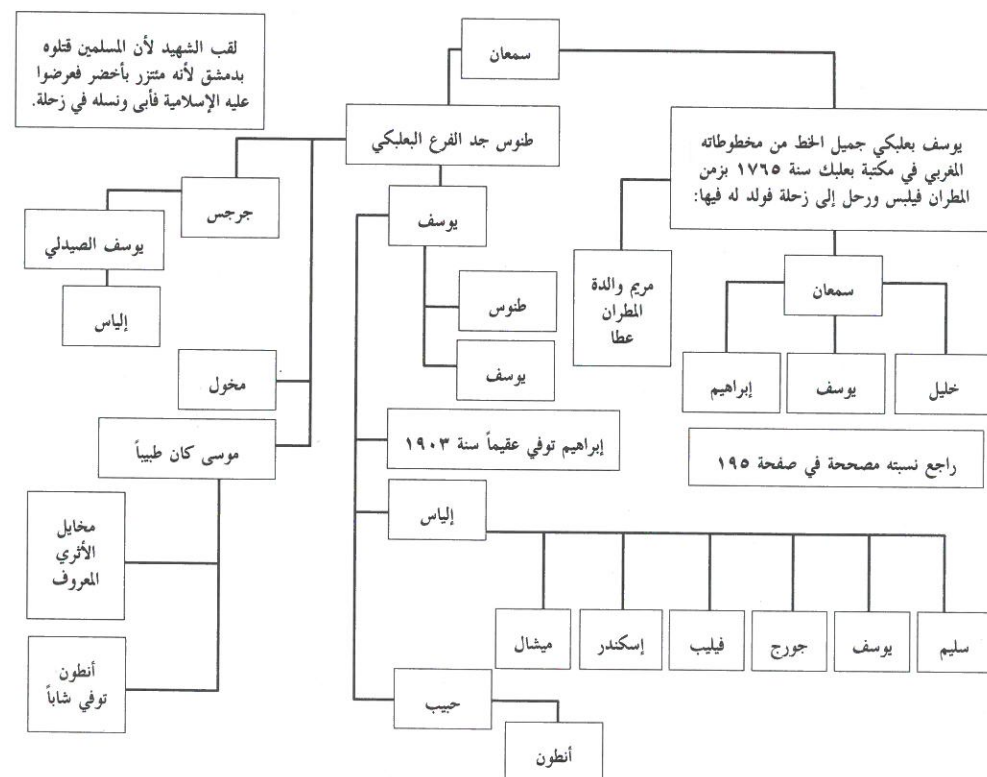 لقب الشهيد لأن المسلمين قتلوه
بدمشق لأنه متزر بأخضر فعرضوا
عليه الإسلامية فأبى ونسله في زحلة.
سمعان
طنوس جد الفرع البعلبكي
يوسف بعلبكي جميل الخط من مخطوطاته
المغربي في مكتبة بعلبك سنة ١٧٦٥ بزمن
المطران فيلبس ورحل إلى زحلة فولد له فيها:
مريم والدة
المطران
عطا
سمعان
خليل
يوسف
إبراهيم
راجع نسبته مصححة في صفحة ١٩٥
جرجس
يوسف الصيدلي
إلياس
مخول
موسى كان طبيباً
مخايل
الأثري
المعروف
أنطون
توفي شاباً
يوسف
طنوس
يوسف
إبراهيم توفي عقيماً سنة ١٩٠٣
إلياس
سليم
يوسف
جورج
فيليب
إسكندر
ميشال
حبيب
أنطون